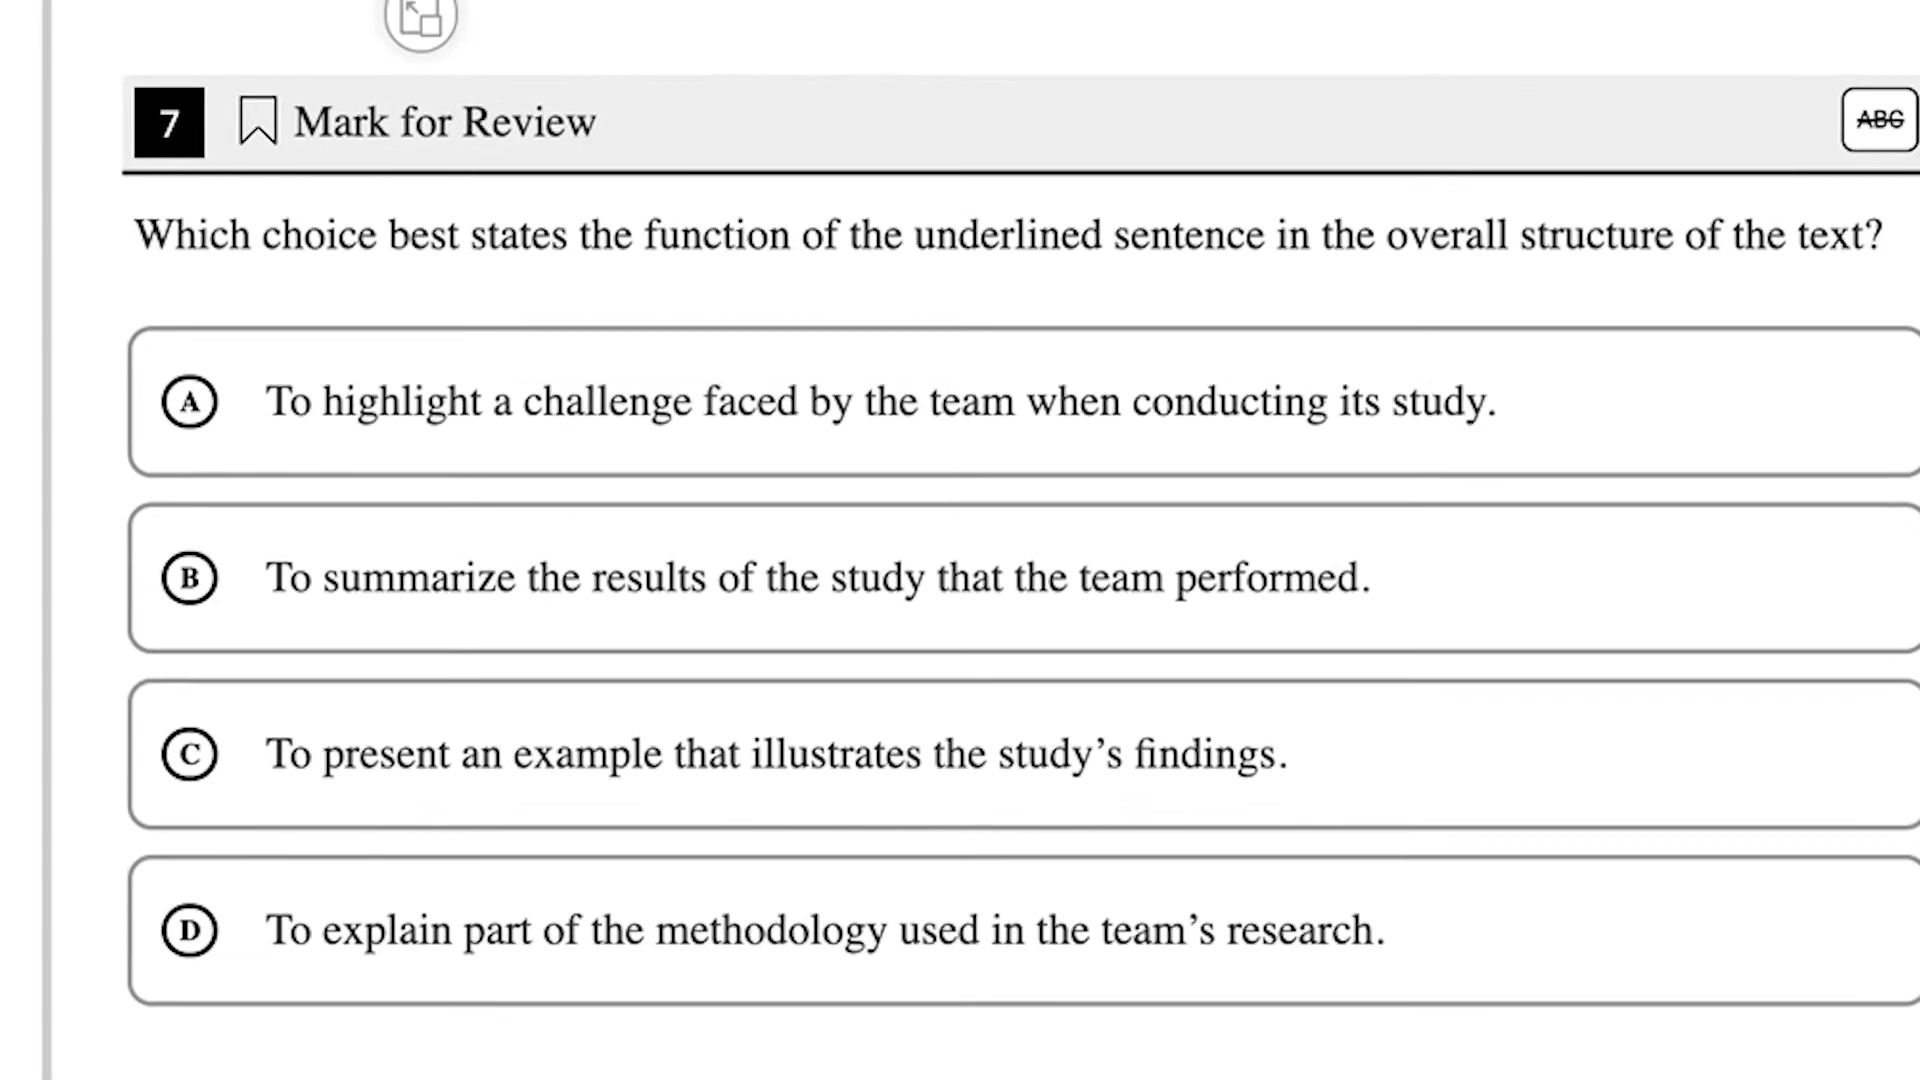 7 Mark for Review ABC
Which choice best states the function of the underlined sentence in the overall structure of the text?
A To highlight a challenge faced by the team when conducting its study.
B To summarize the results of the study that the team performed.
C To present an example that illustrates the study’s findings.
D To explain part of the methodology used in the team’s research.